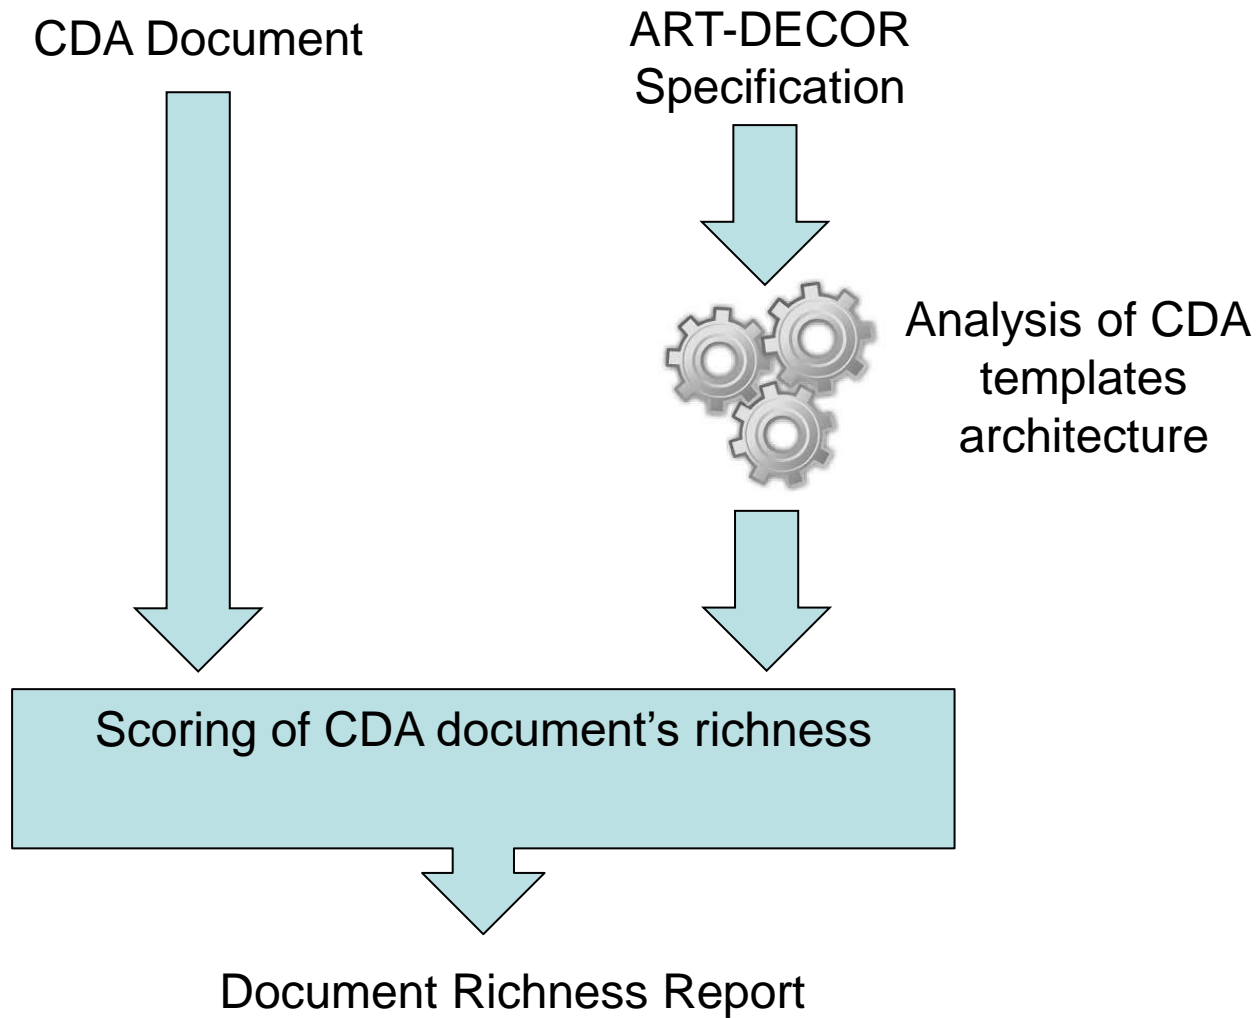 CDA Document
ART-DECOR
Specification
Analysis of CDA
templates
architecture
Scoring of CDA document’s richness
Document Richness Report